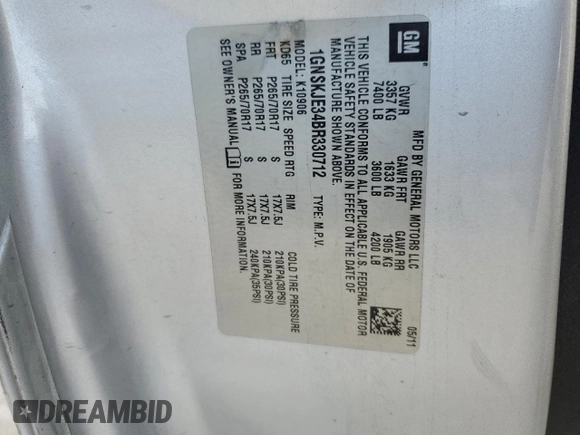 GM
MFD BY GENERAL MOTORS LLC
05/11
GVWR GAWR FRT GAWR RR
3357 KG 1633 KG 1905 KG
7400 LB 3600 LB 4200 LB
THIS VEHICLE CONFORMS TO ALL APPLICABLE U.S. FEDERAL MOTOR
VEHICLE SAFETY STANDARDS IN EFFECT ON THE DATE OF
MANUFACTURE SHOWN ABOVE.
1GNSKJE34BR330712 TYPE: M.P.V.
MODEL: K10906
KD65 TIRE SIZE SPEED RTG RIM COLD TIRE PRESSURE
FRT P265/70R17 S 17X7.5J 210KPA(30PSI)
RR P265/70R17 S 17X7.5J 210KPA(30PSI)
SPA P265/70R17 S 17X7.5J 240KPA(35PSI)
SEE OWNER'S MANUAL FOR MORE INFORMATION.
DREAMBID